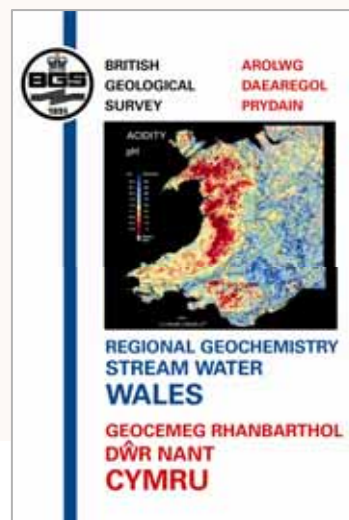 BGS
1835
BRITISH
GEOLOGICAL
SURVEY
AROLWG
DAEAREGOL
PRYDAIN
ACIDITY
pH
REGIONAL GEOCHEMISTRY
STREAM WATER
WALES
GEOCEMEG RHANBARTHOL
DŴR NANT
CYMRU